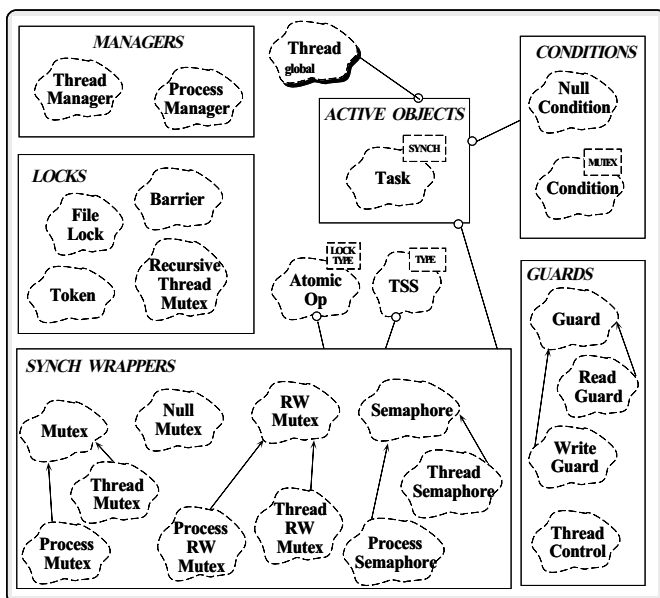 MANAGERS
Thread
Manager
Process
Manager
Thread
global
ACTIVE OBJECTS
SYNCH
Task
CONDITIONS
Null
Condition
MUTEX
Condition
LOCKS
File
Lock
Barrier
Token
Recursive
Thread
Mutex
LOCK
TYPE
Atomic
Op
TYPE
TSS
GUARDS
Guard
Read
Guard
Write
Guard
Thread
Control
SYNCH WRAPPERS
Mutex
Null
Mutex
RW
Mutex
Semaphore
Thread
Mutex
Process
Mutex
Process
RW
Mutex
Thread
RW
Mutex
Thread
Semaphore
Process
Semaphore